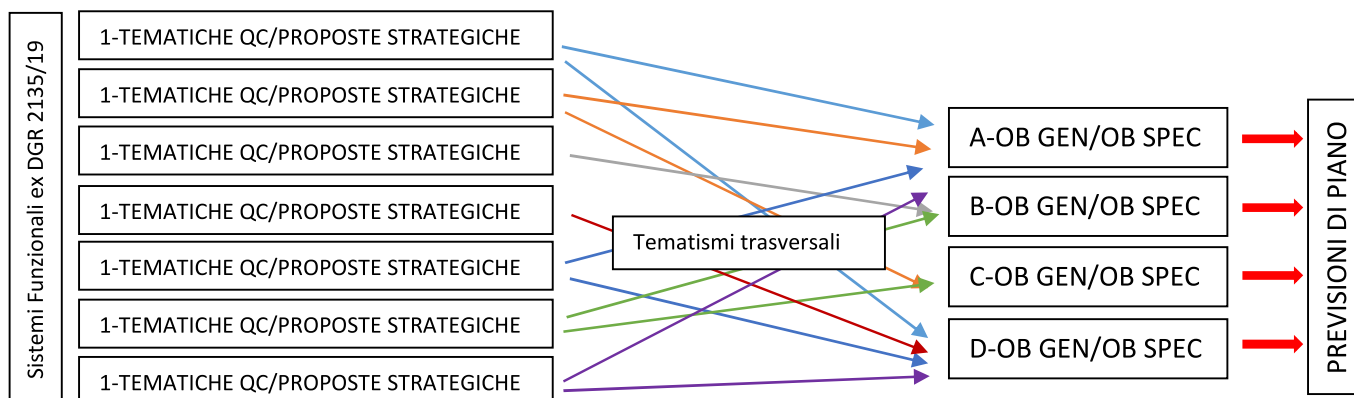 Sistemi Funzionali ex DGR 2135/19
1-TEMATICHE QC/PROPOSTE STRATEGICHE
1-TEMATICHE QC/PROPOSTE STRATEGICHE
1-TEMATICHE QC/PROPOSTE STRATEGICHE
1-TEMATICHE QC/PROPOSTE STRATEGICHE
1-TEMATICHE QC/PROPOSTE STRATEGICHE
1-TEMATICHE QC/PROPOSTE STRATEGICHE
1-TEMATICHE QC/PROPOSTE STRATEGICHE
Tematismi trasversali
A-OB GEN/OB SPEC
B-OB GEN/OB SPEC
C-OB GEN/OB SPEC
D-OB GEN/OB SPEC
PREVISIONI DI PIANO